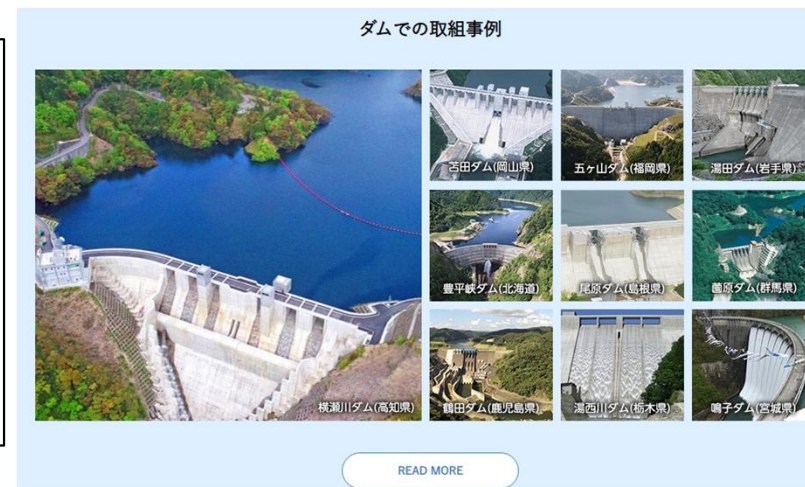 ダムでの取組事例
苫田ダム(岡山県)
五ヶ山ダム(福岡県)
湯田ダム(岩手県)
豊平峡ダム(北海道)
尾原ダム(島根県)
薗原ダム(群馬県)
横瀬川ダム(高知県)
鶴田ダム(鹿児島県)
湯西川ダム(栃木県)
鳴子ダム(宮城県)
READ MORE